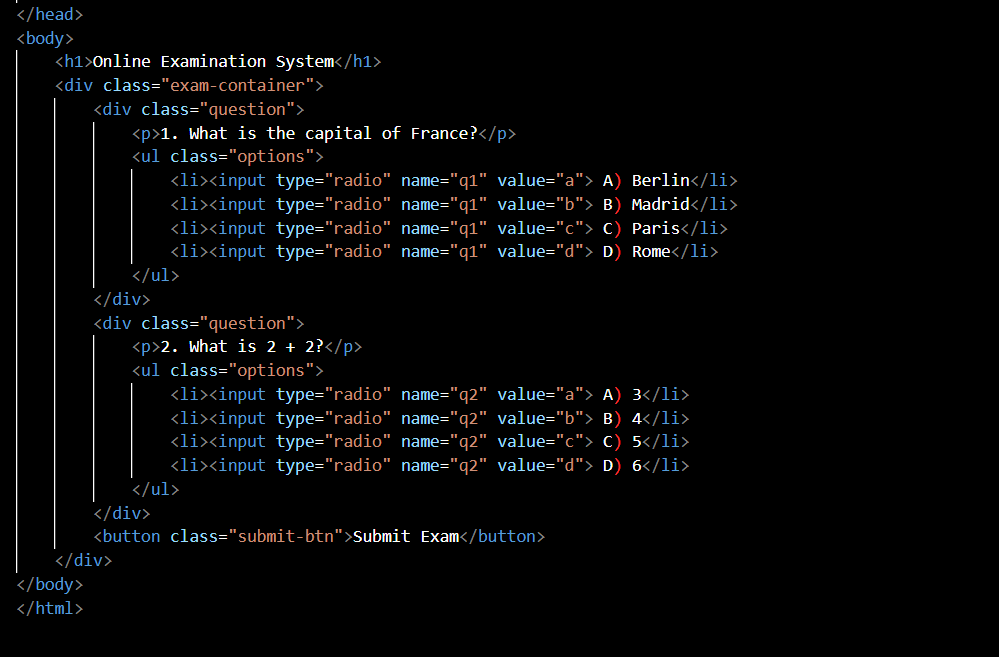 </head>
<body>
    <h1>Online Examination System</h1>
    <div class="exam-container">
        <div class="question">
            <p>1. What is the capital of France?</p>
            <ul class="options">
                <li><input type="radio" name="q1" value="a"> A) Berlin</li>
                <li><input type="radio" name="q1" value="b"> B) Madrid</li>
                <li><input type="radio" name="q1" value="c"> C) Paris</li>
                <li><input type="radio" name="q1" value="d"> D) Rome</li>
            </ul>
        </div>
        <div class="question">
            <p>2. What is 2 + 2?</p>
            <ul class="options">
                <li><input type="radio" name="q2" value="a"> A) 3</li>
                <li><input type="radio" name="q2" value="b"> B) 4</li>
                <li><input type="radio" name="q2" value="c"> C) 5</li>
                <li><input type="radio" name="q2" value="d"> D) 6</li>
            </ul>
        </div>
        <button class="submit-btn">Submit Exam</button>
    </div>
</body>
</html>